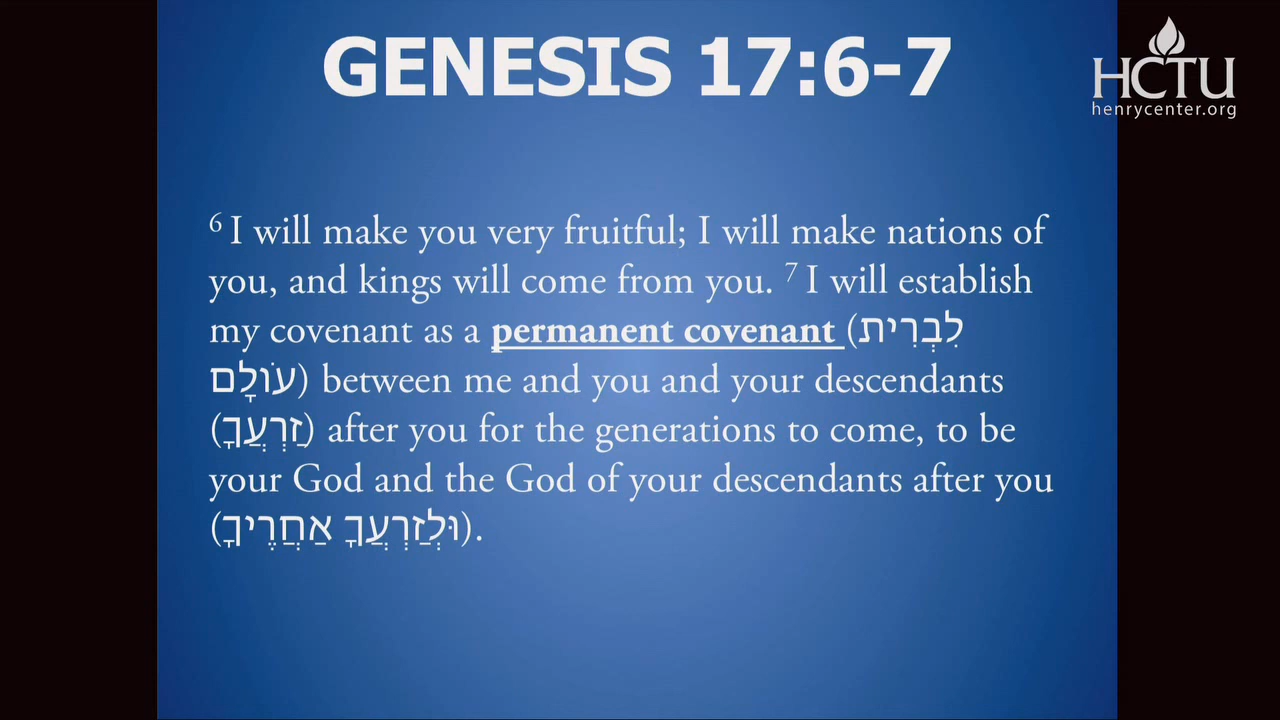 GENESIS 17:6-7
HCTU
henrycenter.org
6 I will make you very fruitful; I will make nations of
you, and kings will come from you. 7 I will establish
my covenant as a permanent covenant (לִבְרִית
עוֹלָם) between me and you and your descendants
(זַרְעֲךָ) after you for the generations to come, to be
your God and the God of your descendants after you
(וּלְזַרְעֲךָ אַחֲרֶיךָ).